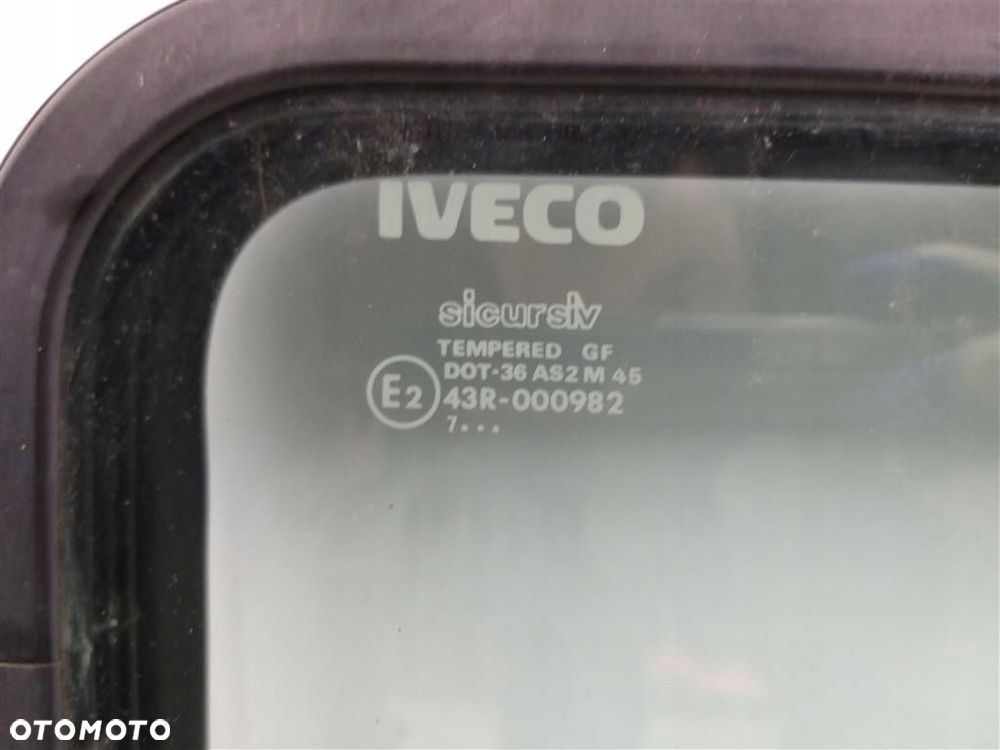 IVECO
sicursiv
TEMPERED GF
DOT-36 AS2 M 45
E2 43R-000982
7...
OTOMOTO